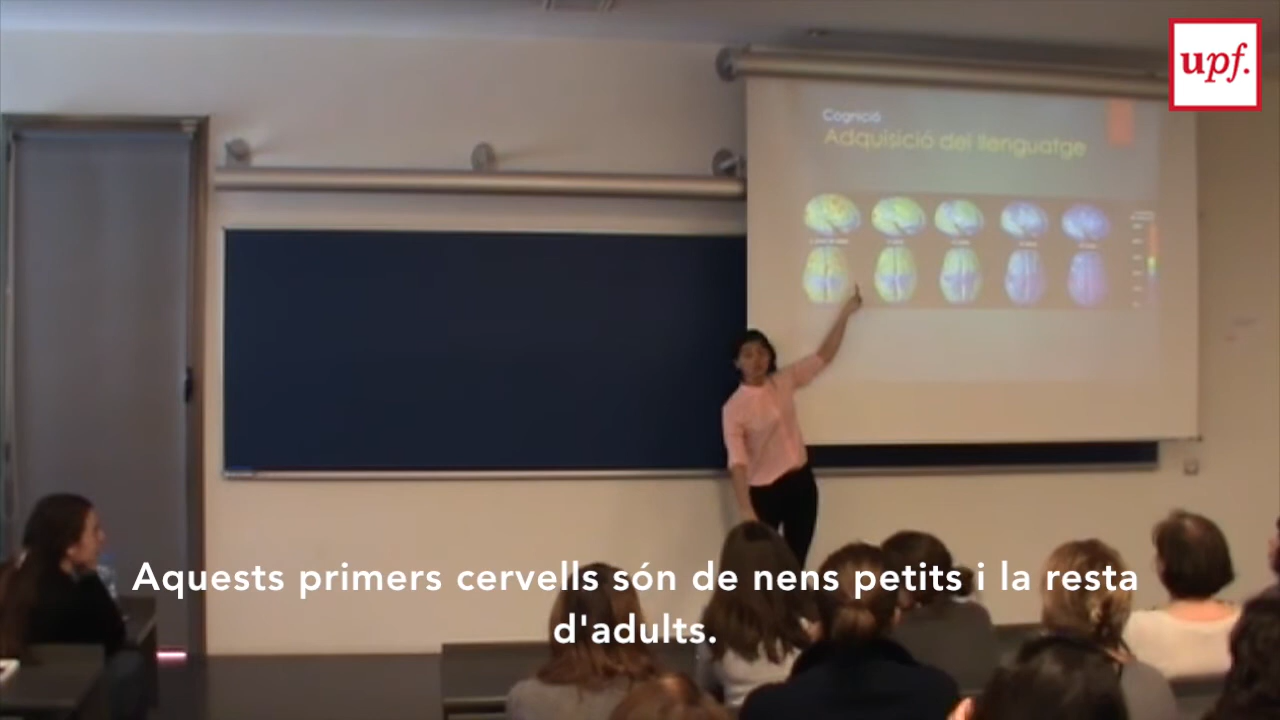 upf.
Cognició
Adquisició del llenguatge
Aquests primers cervells són de nens petits i la resta
d'adults.